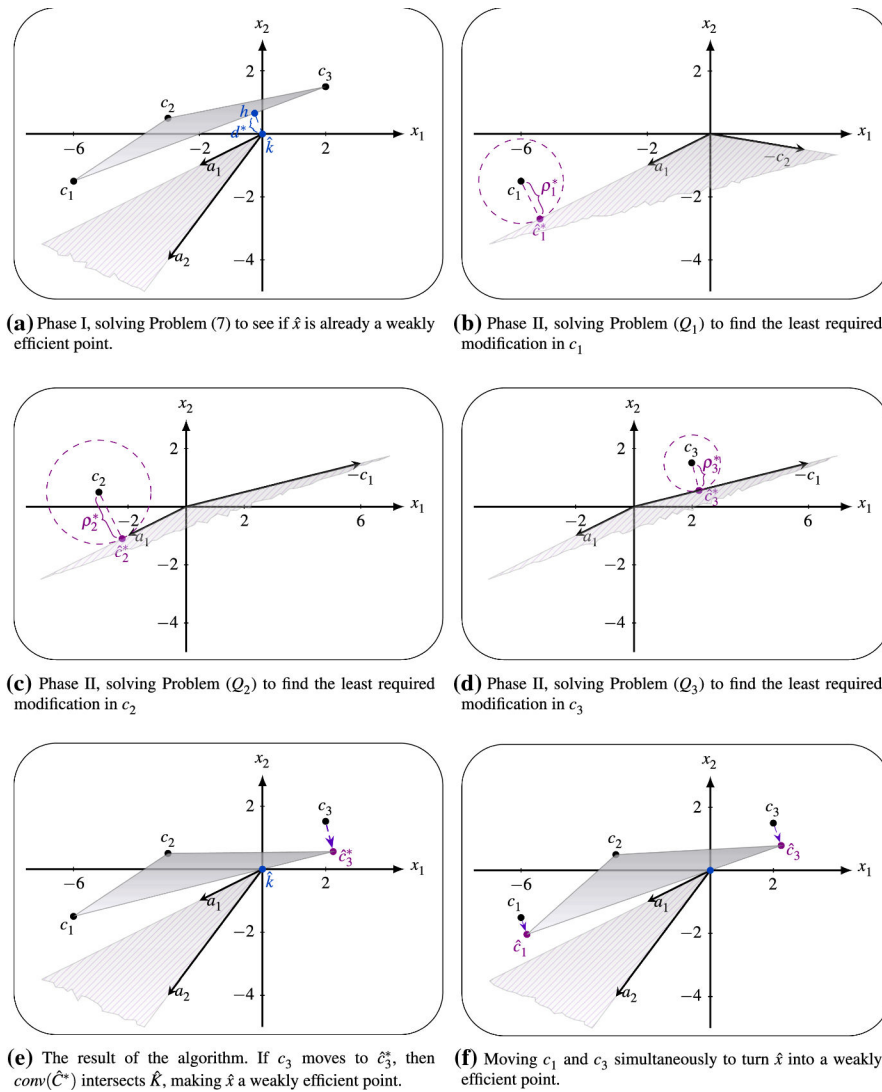 x₂
2
c₃
c₂
h
d*
k̂
x₁
−6
−2
2
a₁
c₁
−2
a₂
−4
(a) Phase I, solving Problem (7) to see if x̂ is already a weakly
efficient point.
x₂
2
x₁
−6
−2
2
6
−c₂
a₁
c₁
ρ₁*
ĉ₁*
−2
−4
(b) Phase II, solving Problem (Q₁) to find the least required
modification in c₁
x₂
2
−c₁
c₂
x₁
−2
2
6
ρ₂*
a₁
ĉ₂*
−2
−4
(c) Phase II, solving Problem (Q₂) to find the least required
modification in c₂
x₂
2
c₃
ρ₃*
−c₁
ĉ₃*
x₁
−2
2
6
a₁
−2
−4
(d) Phase II, solving Problem (Q₃) to find the least required
modification in c₃
x₂
2
c₃
c₂
ĉ₃*
x₁
−6
−2
k̂
2
a₁
c₁
−2
a₂
−4
(e) The result of the algorithm. If c₃ moves to ĉ₃*, then
conv(Ĉ*) intersects K̂, making x̂ a weakly efficient point.
x₂
2
c₃
c₂
ĉ₃
x₁
−6
2
a₁
c₁
ĉ₁
−2
a₂
−4
(f) Moving c₁ and c₃ simultaneously to turn x̂ into a weakly
efficient point.